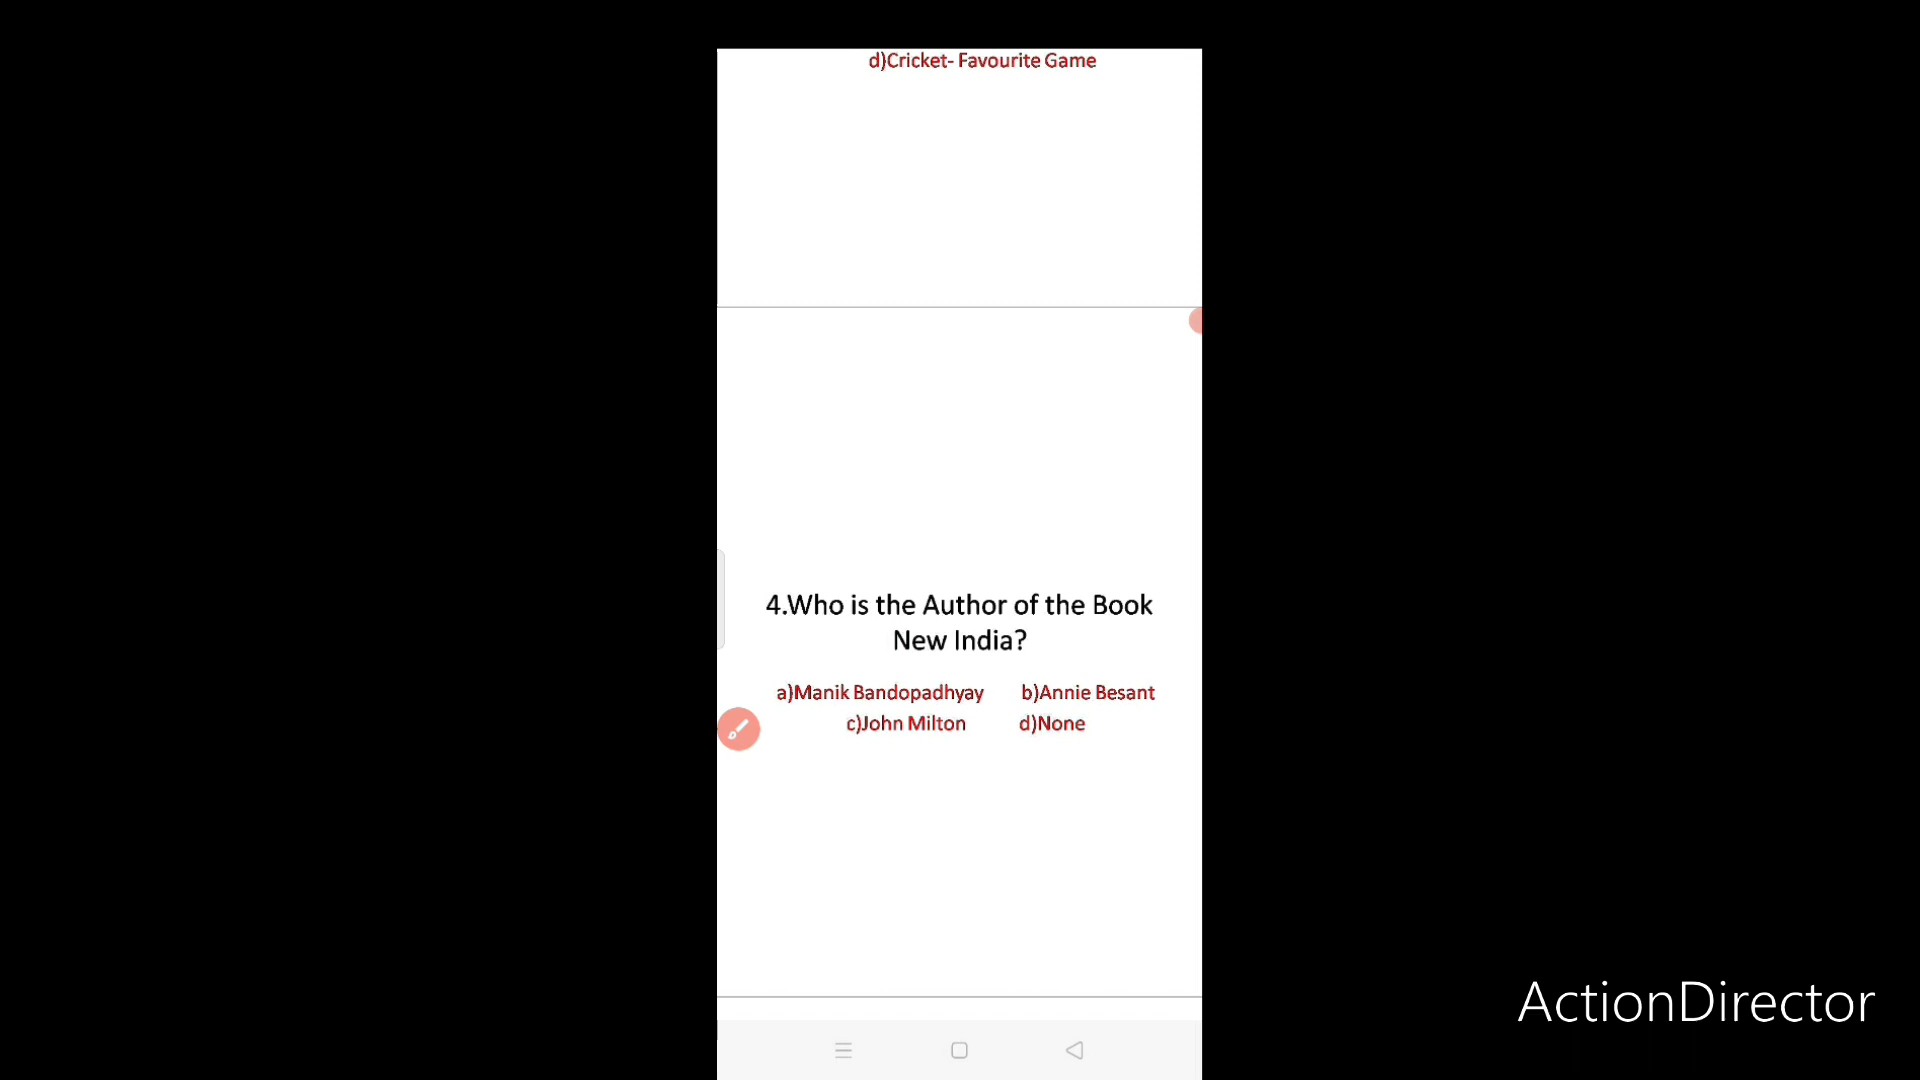 d)Cricket- Favourite Game
4.Who is the Author of the Book
New India?
a)Manik Bandopadhyay b)Annie Besant
c)John Milton d)None
ActionDirector